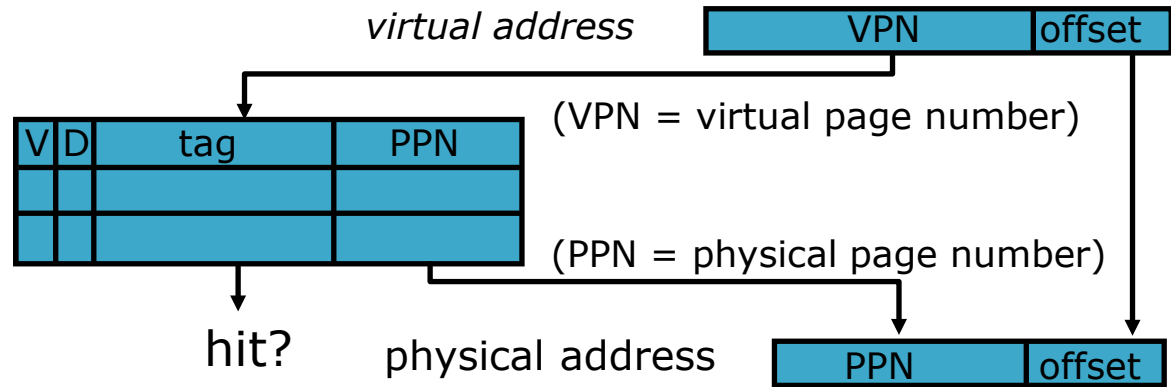 virtual address
VPN offset
(VPN = virtual page number)
V D tag PPN
(PPN = physical page number)
hit?
physical address
PPN offset